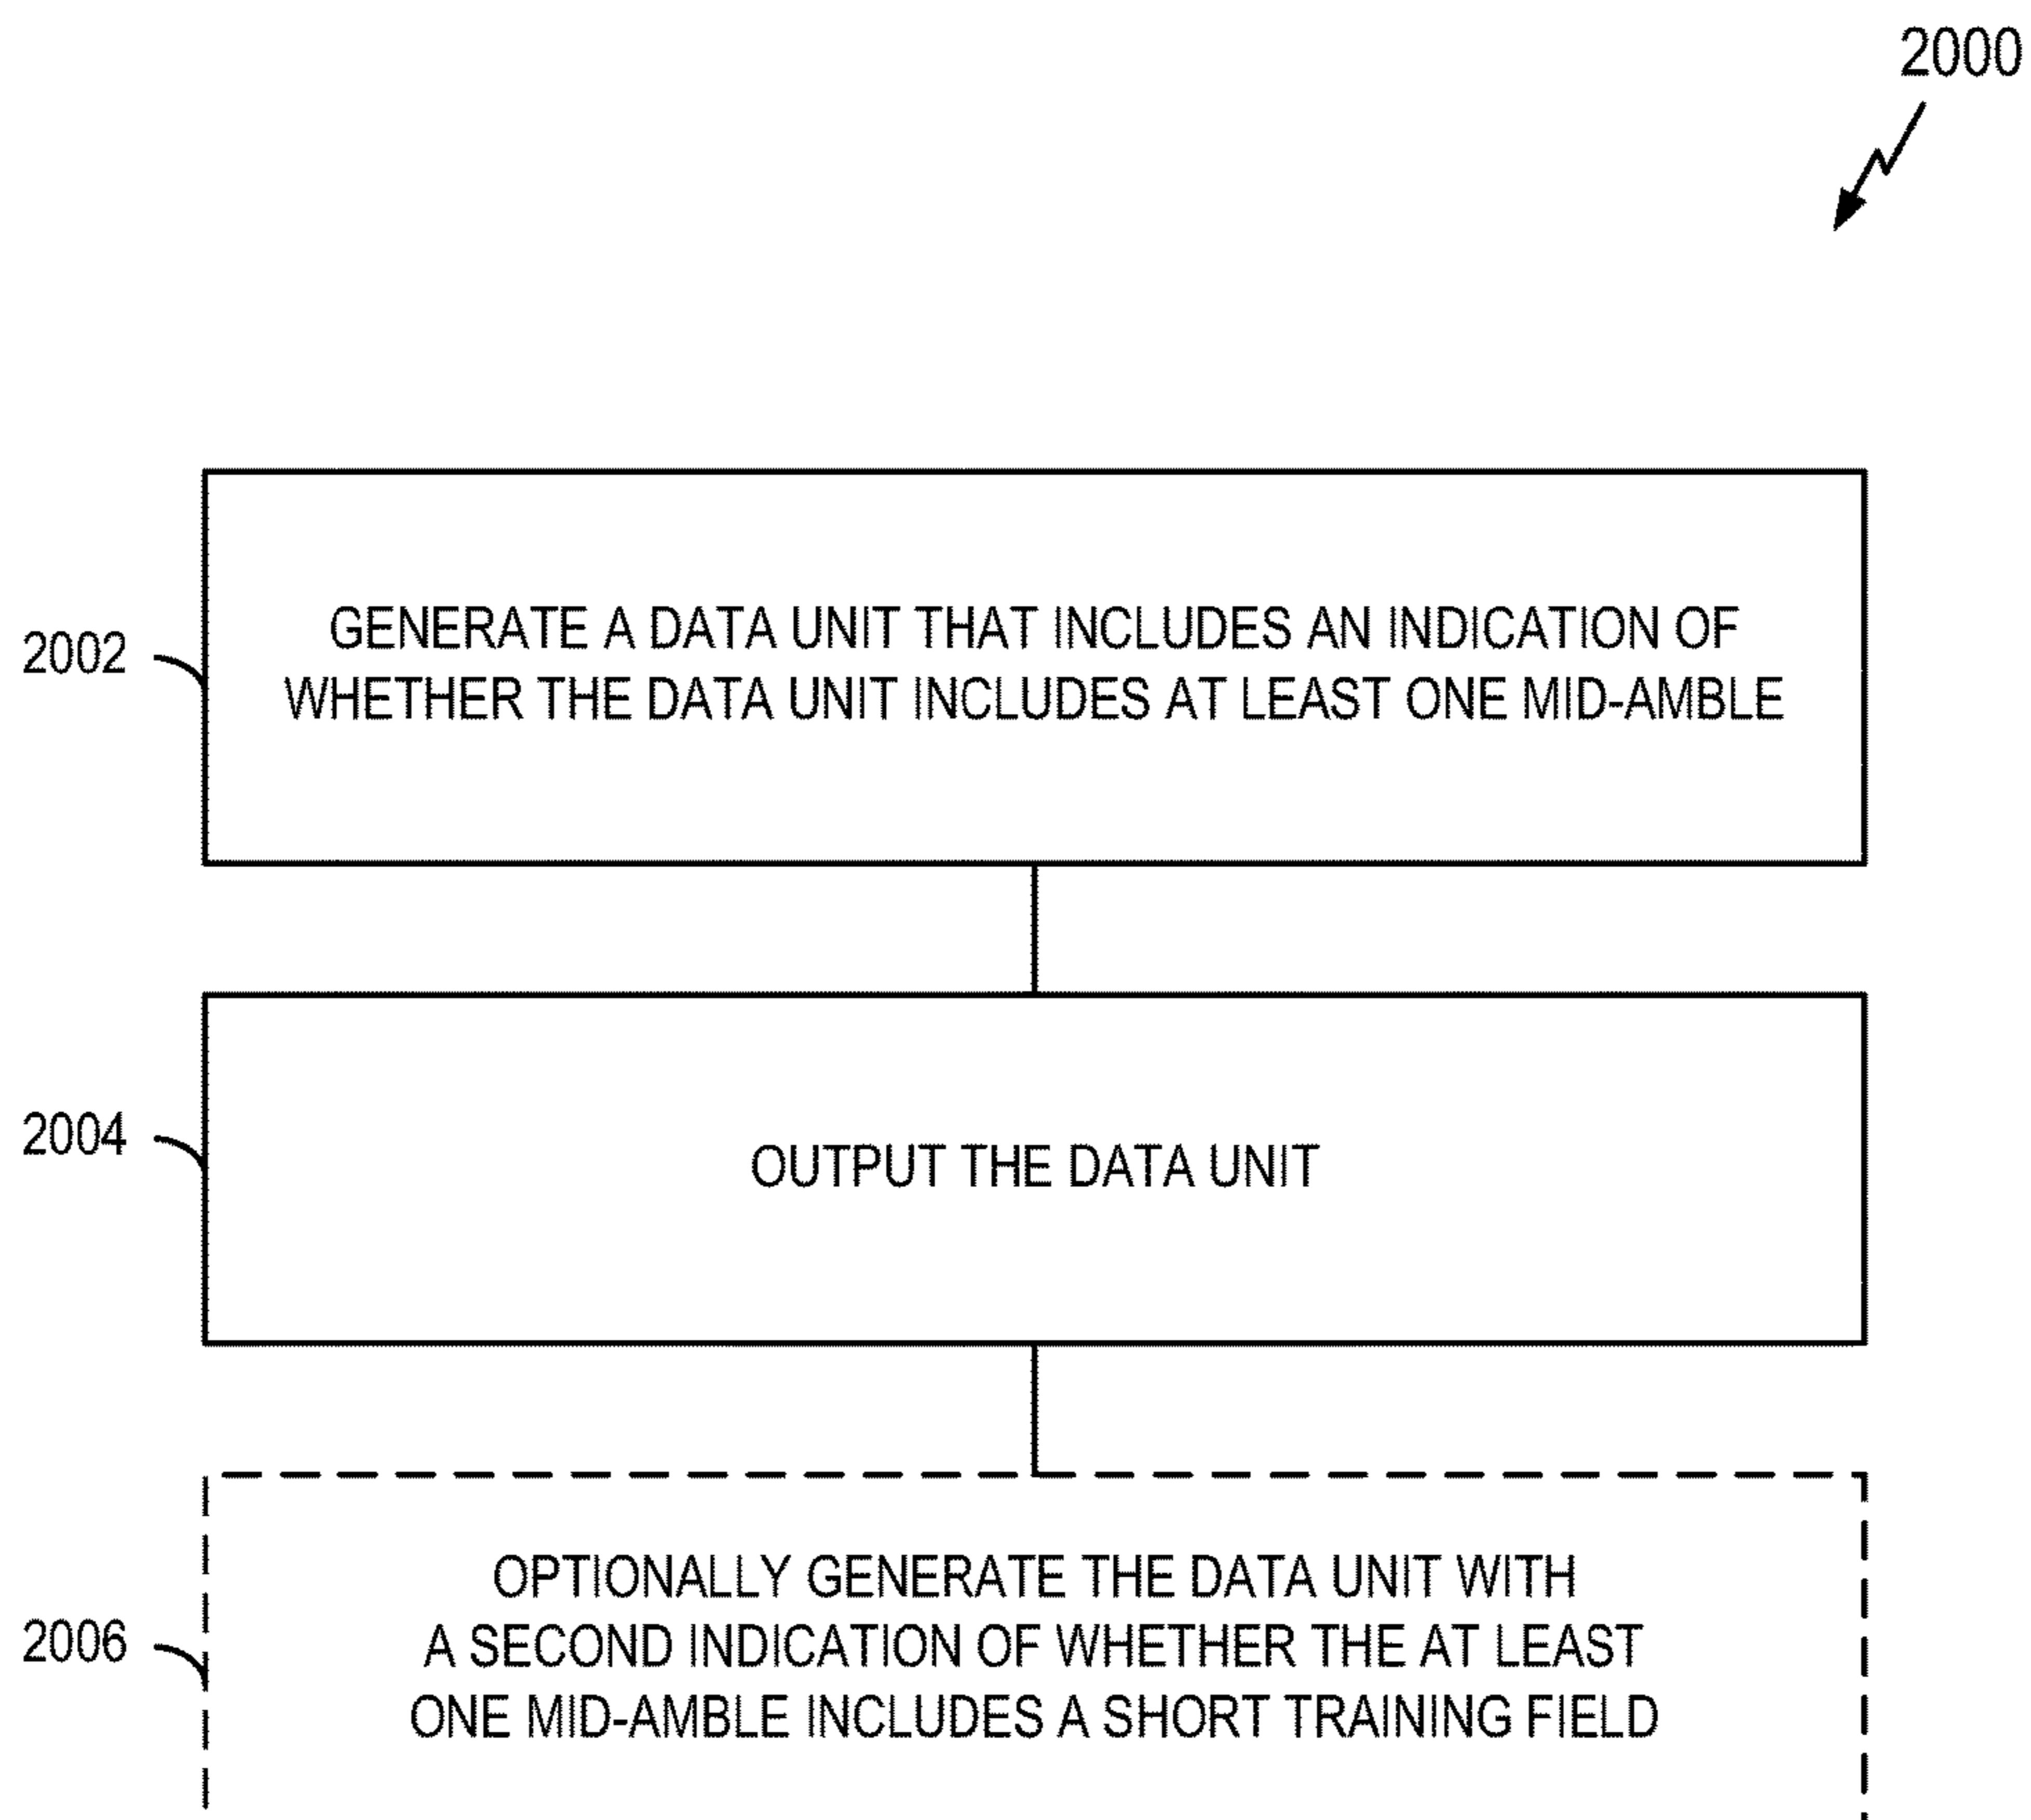 2000
2002
GENERATE A DATA UNIT THAT INCLUDES AN INDICATION OF
WHETHER THE DATA UNIT INCLUDES AT LEAST ONE MID-AMBLE
2004
OUTPUT THE DATA UNIT
2006
OPTIONALLY GENERATE THE DATA UNIT WITH
A SECOND INDICATION OF WHETHER THE AT LEAST
ONE MID-AMBLE INCLUDES A SHORT TRAINING FIELD